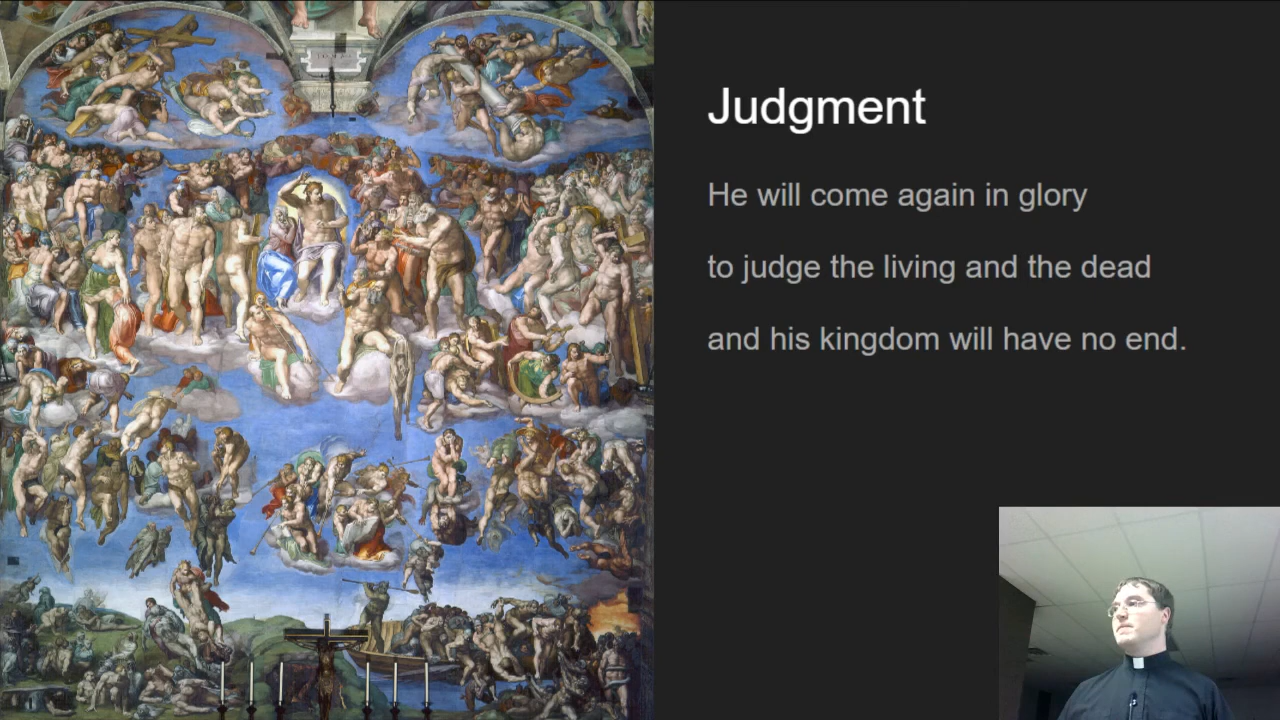 Judgment
He will come again in glory
to judge the living and the dead
and his kingdom will have no end.